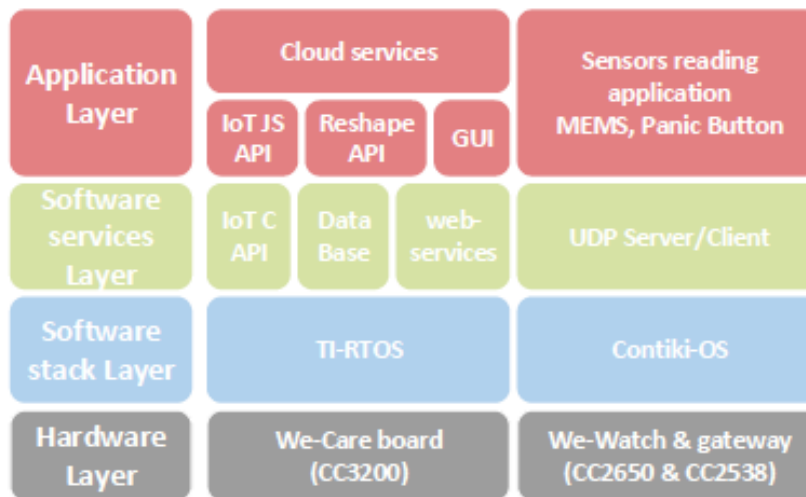 Application
Layer
Cloud services
IoT JS
API
Reshape
API
GUI
Sensors reading
application
MEMS, Panic Button
Software
services
Layer
IoT C
API
Data
Base
web-
services
UDP Server/Client
Software
stack Layer
TI-RTOS
Contiki-OS
Hardware
Layer
We-Care board
(CC3200)
We-Watch & gateway
(CC2650 & CC2538)